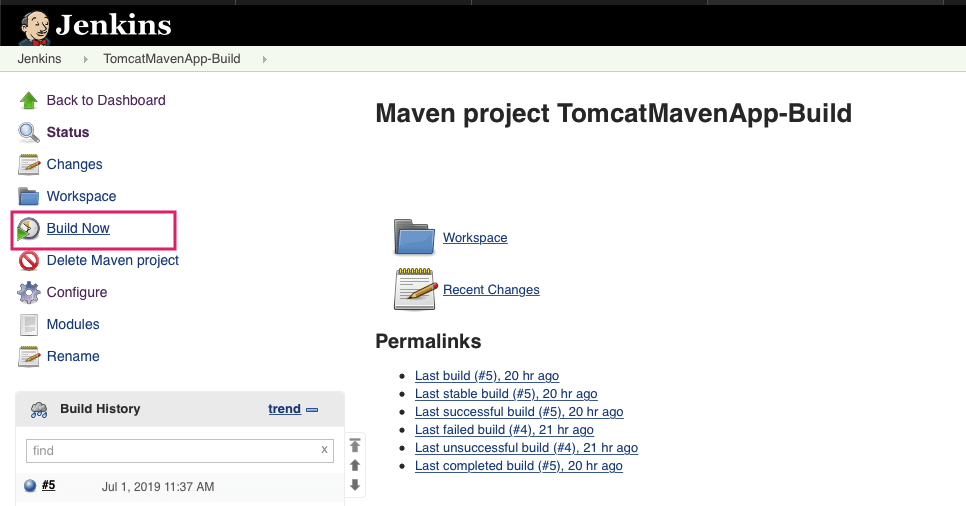 Jenkins
Jenkins TomcatMavenApp-Build
Back to Dashboard
Status
Changes
Workspace
Build Now
Delete Maven project
Configure
Modules
Rename
Build History trend
find x
#5 Jul 1, 2019 11:37 AM
Maven project TomcatMavenApp-Build
Workspace
Recent Changes
Permalinks
Last build (#5), 20 hr ago
Last stable build (#5), 20 hr ago
Last successful build (#5), 20 hr ago
Last failed build (#4), 21 hr ago
Last unsuccessful build (#4), 21 hr ago
Last completed build (#5), 20 hr ago